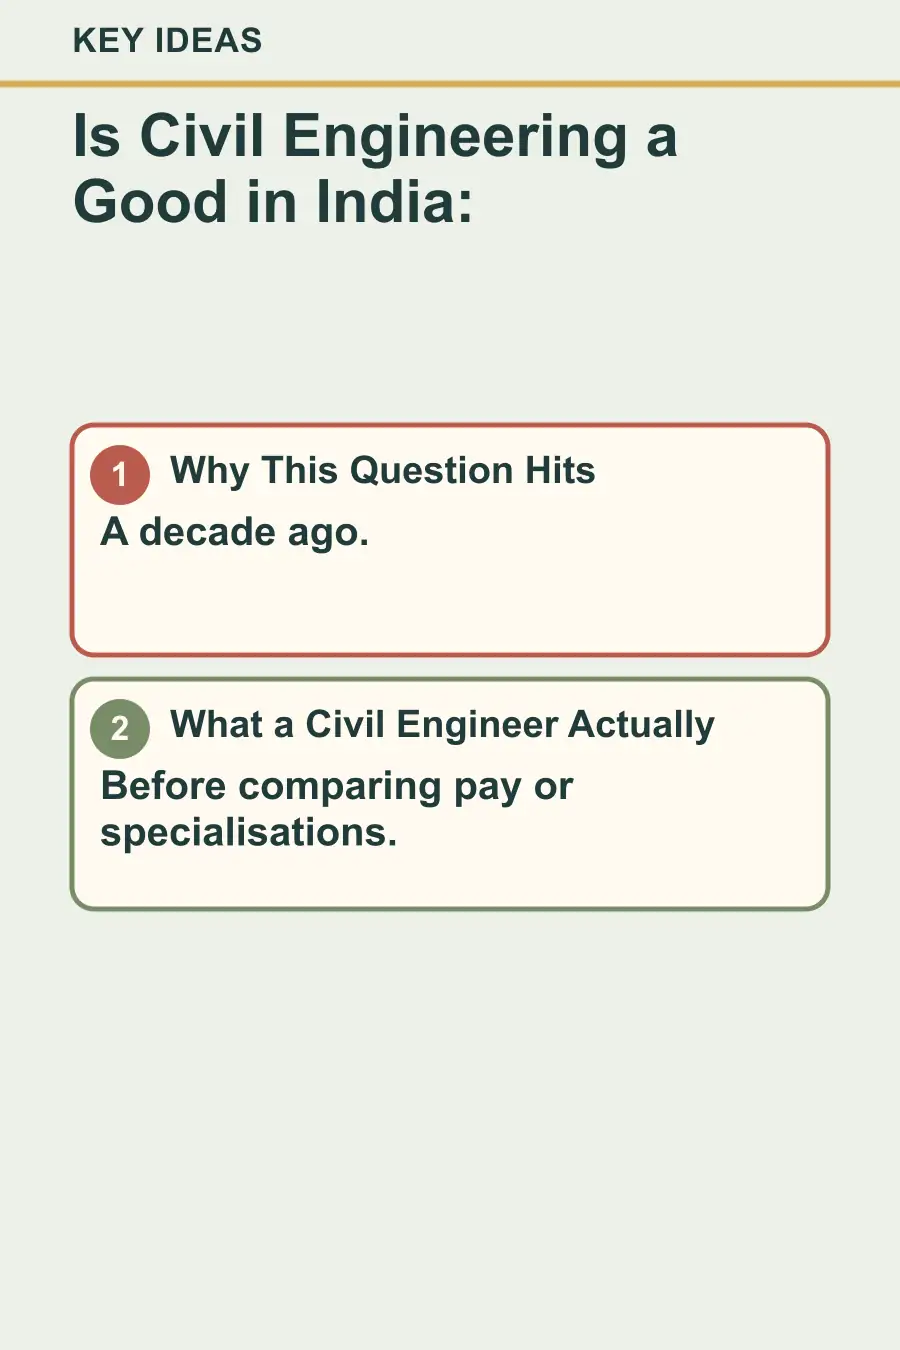 KEY IDEAS
Is Civil Engineering a
Good in India:
1 Why This Question Hits
A decade ago.
2 What a Civil Engineer Actually
Before comparing pay or
specialisations.